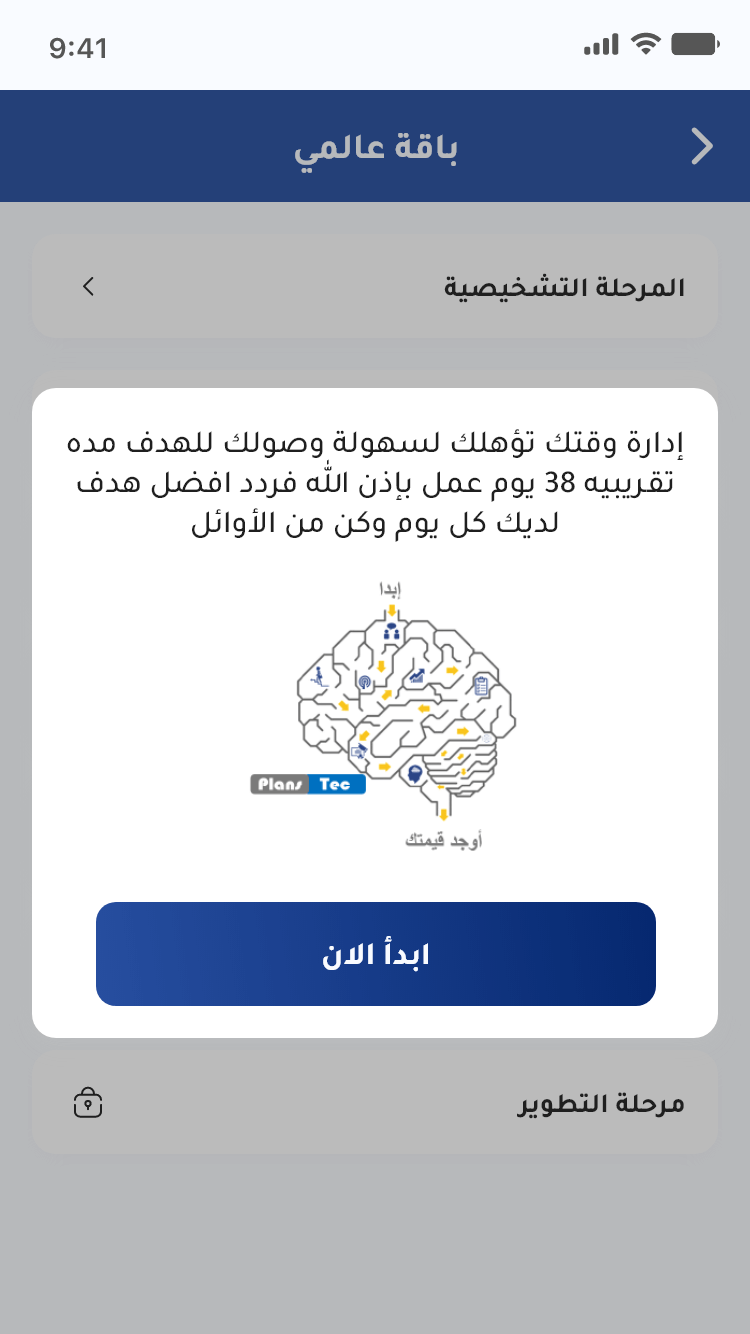 9:41
باقة عالمي
المرحلة التشخيصية
إدارة وقتك تؤهلك لسهولة وصولك للهدف مده
تقريبيه 38 يوم عمل بإذن الله فردد افضل هدف
لديك كل يوم وكن من الأوائل
إبدا
Plans Tec
أوجد قيمتك
ابدأ الان
مرحلة التطوير